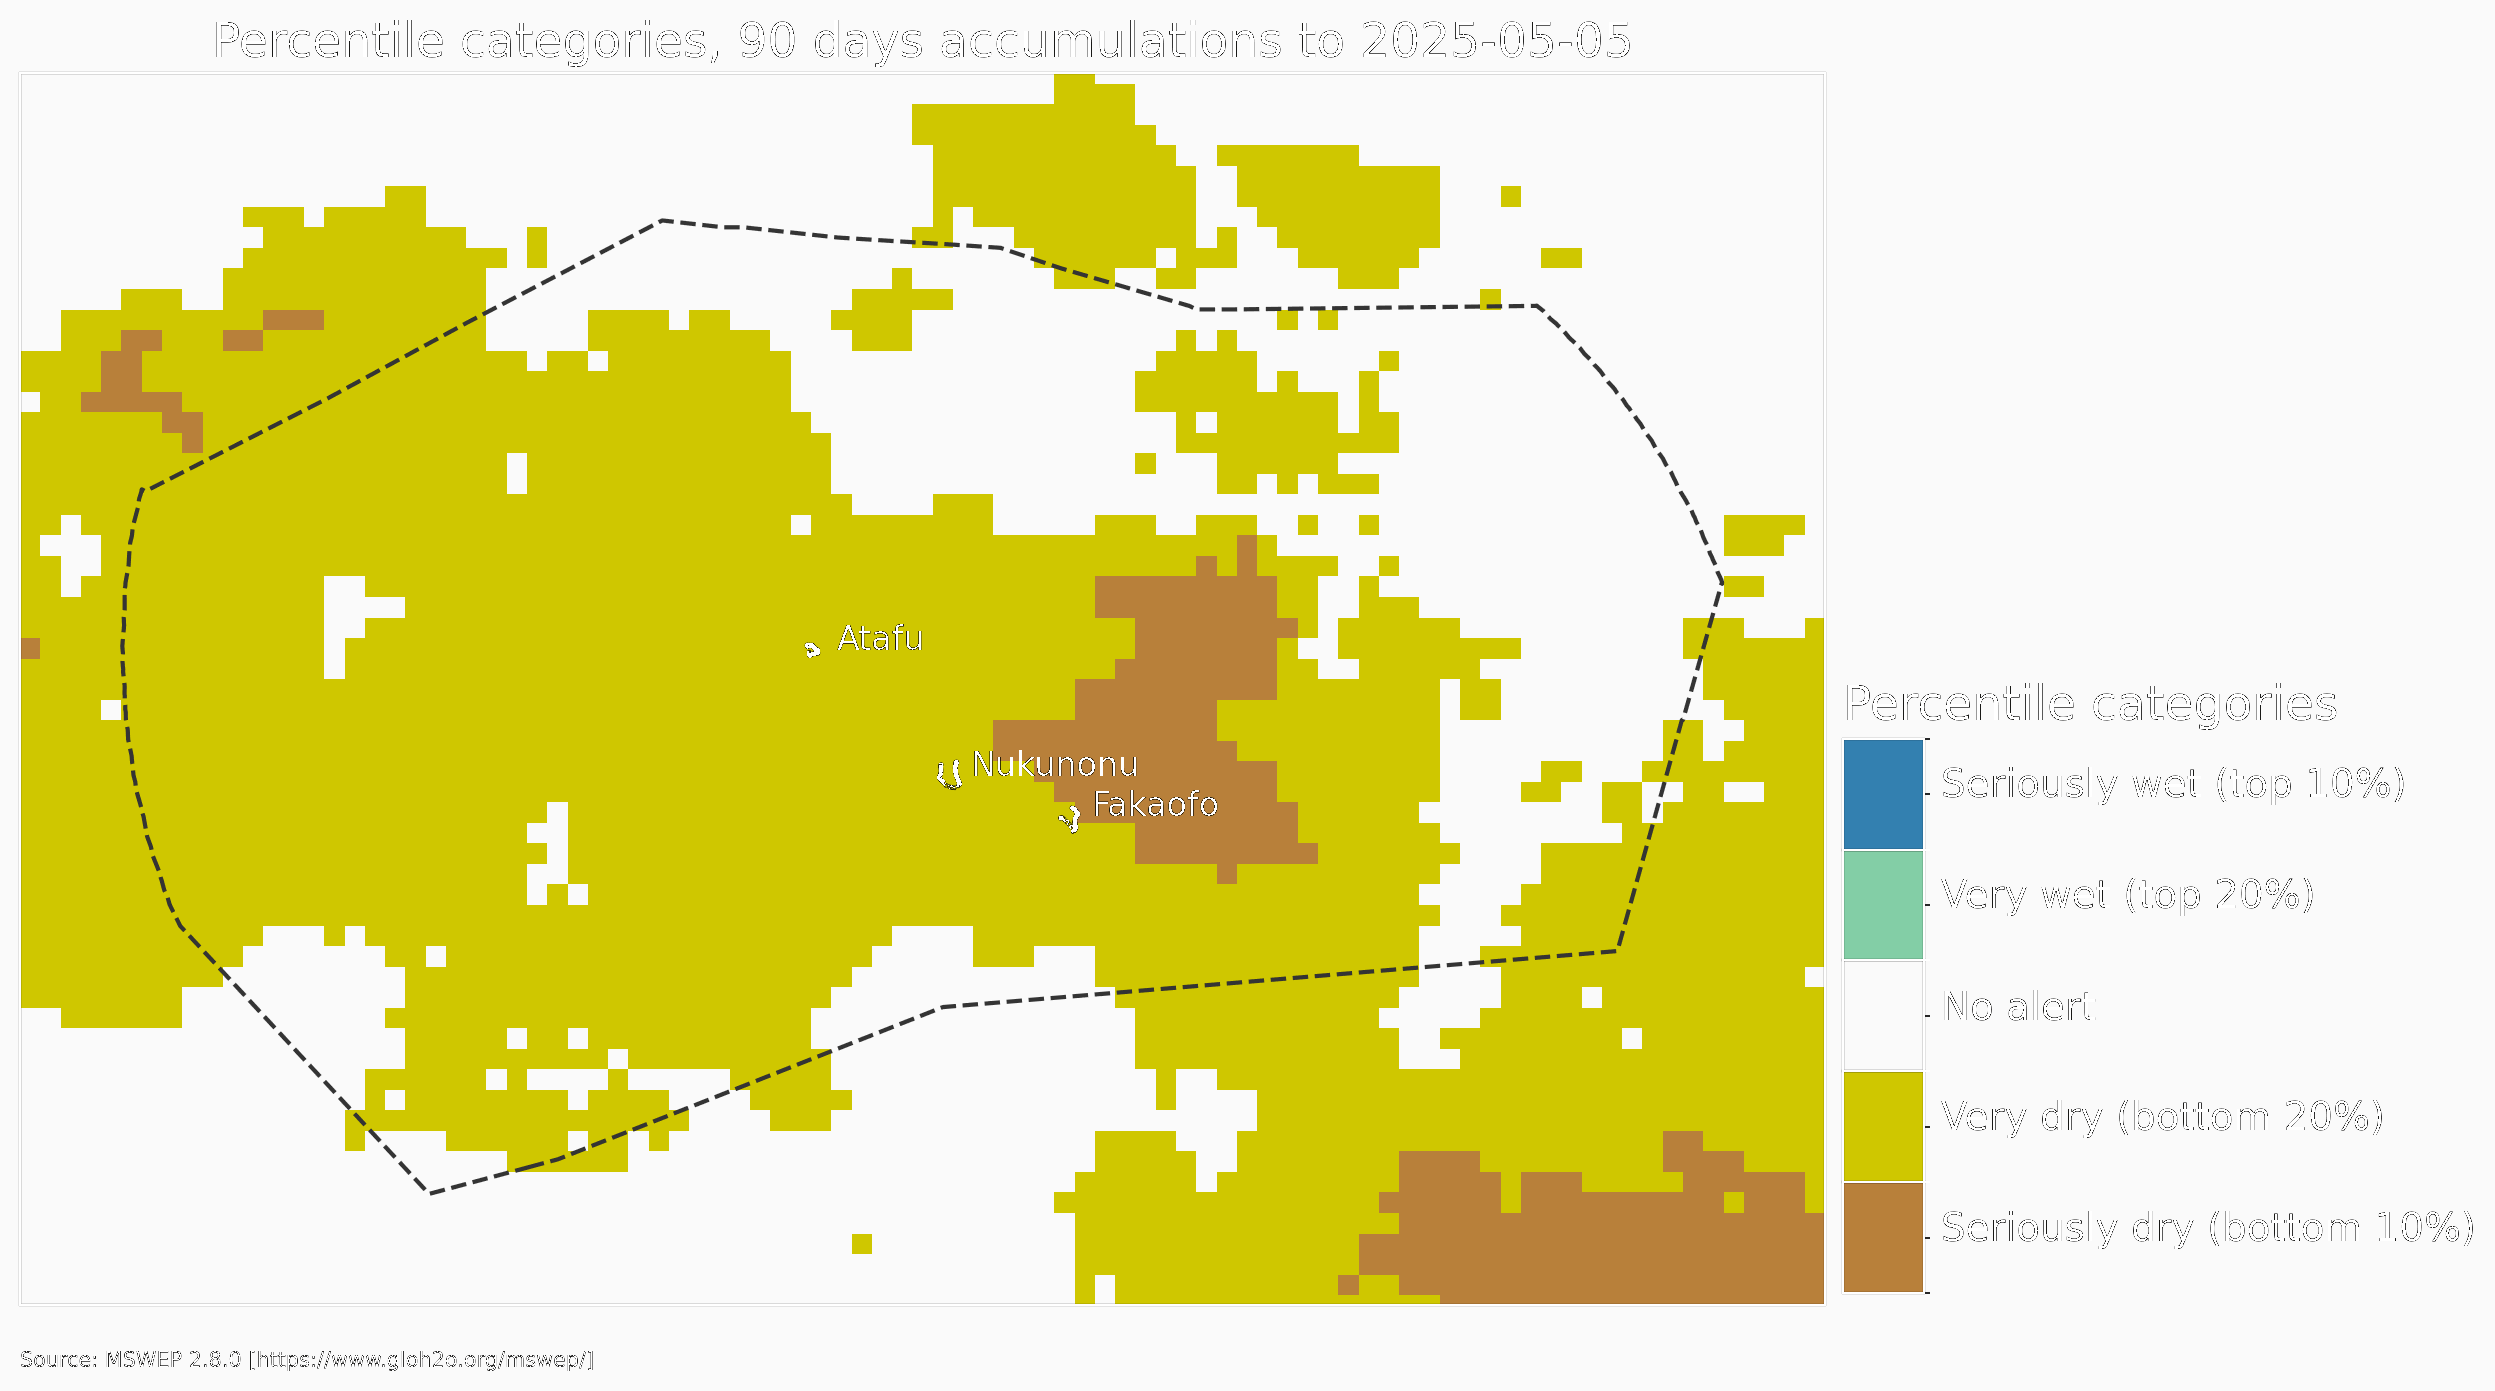 Percentile categories, 90 days accumulations to 2025-05-05
Atafu
Nukunonu
Fakaofo
Percentile categories
Seriously wet (top 10%)
Very wet (top 20%)
No alert
Very dry (bottom 20%)
Seriously dry (bottom 10%)
Source: MSWEP 2.8.0 [https://www.gloh2o.org/mswep/]